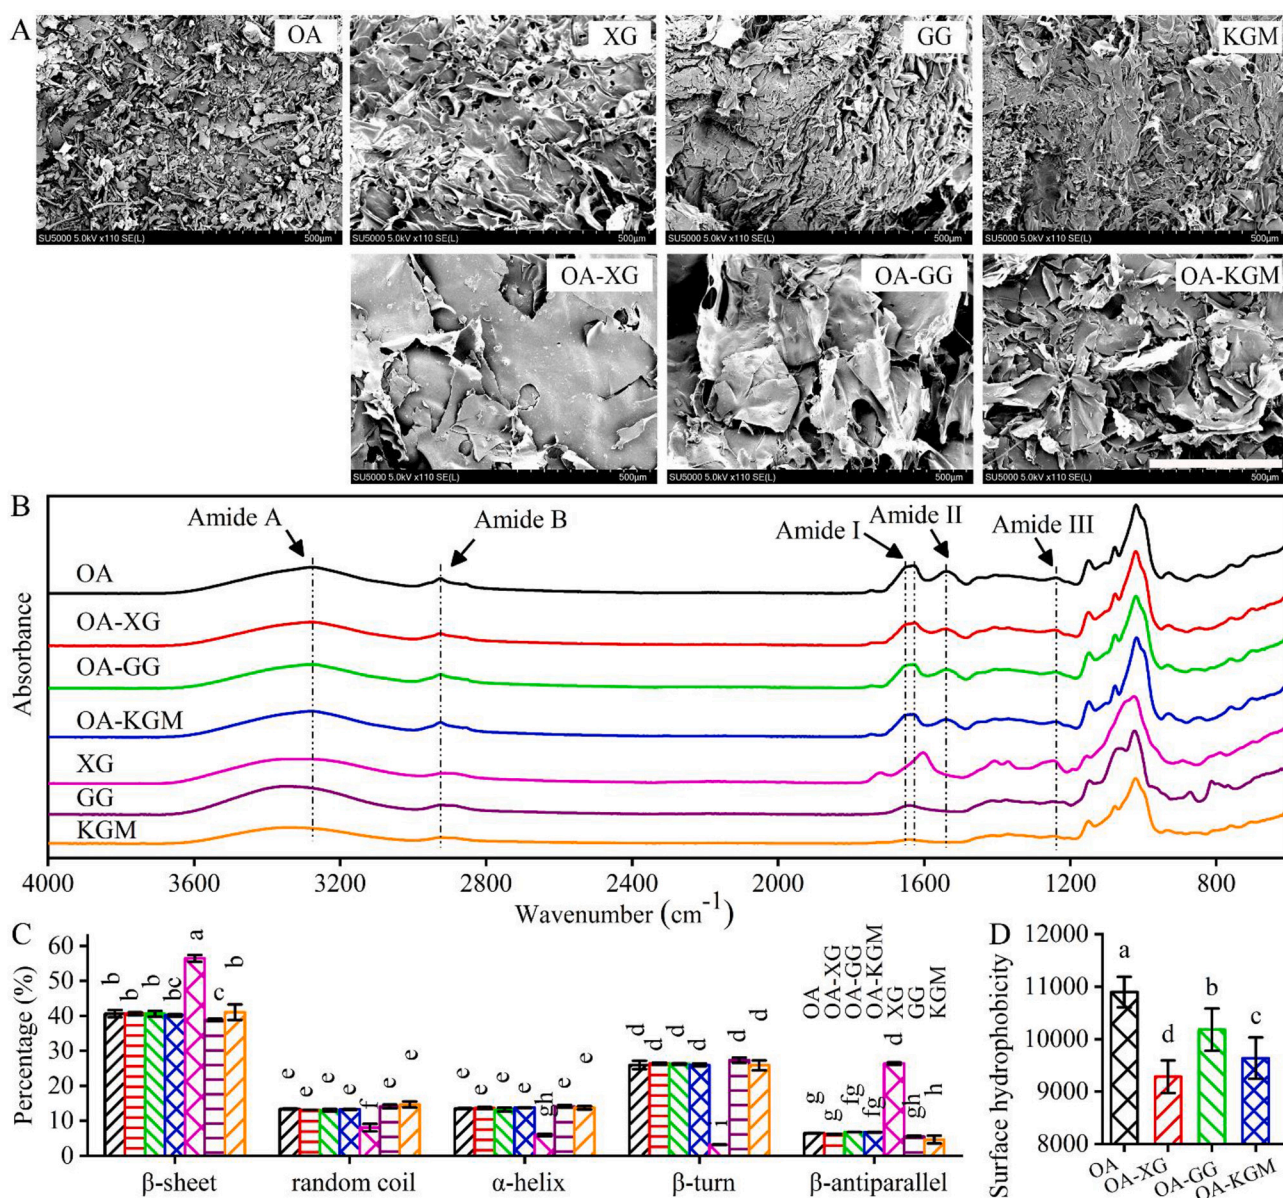 A
OA
XG
GG
KGM
SU5000 5.0kV x110 SE(L)
500µm
SU5000 5.0kV x110 SE(L)
500µm
SU5000 5.0kV x110 SE(L)
500µm
SU5000 5.0kV x110 SE(L)
500µm
OA-XG
OA-GG
OA-KGM
SU5000 5.0kV x110 SE(L)
500µm
SU5000 5.0kV x110 SE(L)
500µm
SU5000 5.0kV x110 SE(L)
500µm
B
Amide A
Amide B
Amide I
Amide II
Amide III
OA
OA-XG
OA-GG
OA-KGM
XG
GG
KGM
Absorbance
4000 3600 3200 2800 2400 2000 1600 1200 800
Wavenumber (cm⁻¹)
C
Percentage (%)
60
50
40
30
20
10
0
b b b bc a c b
e e e e f e e
e e e e gh e e
d d d d i d d
g g fg fg d gh h
OA
OA-XG
OA-GG
OA-KGM
XG
GG
KGM
β-sheet random coil α-helix β-turn β-antiparallel
D
Surface hydrophobicity
12000
11000
10000
9000
8000
a
d
b
c
OA
OA-XG
OA-GG
OA-KGM